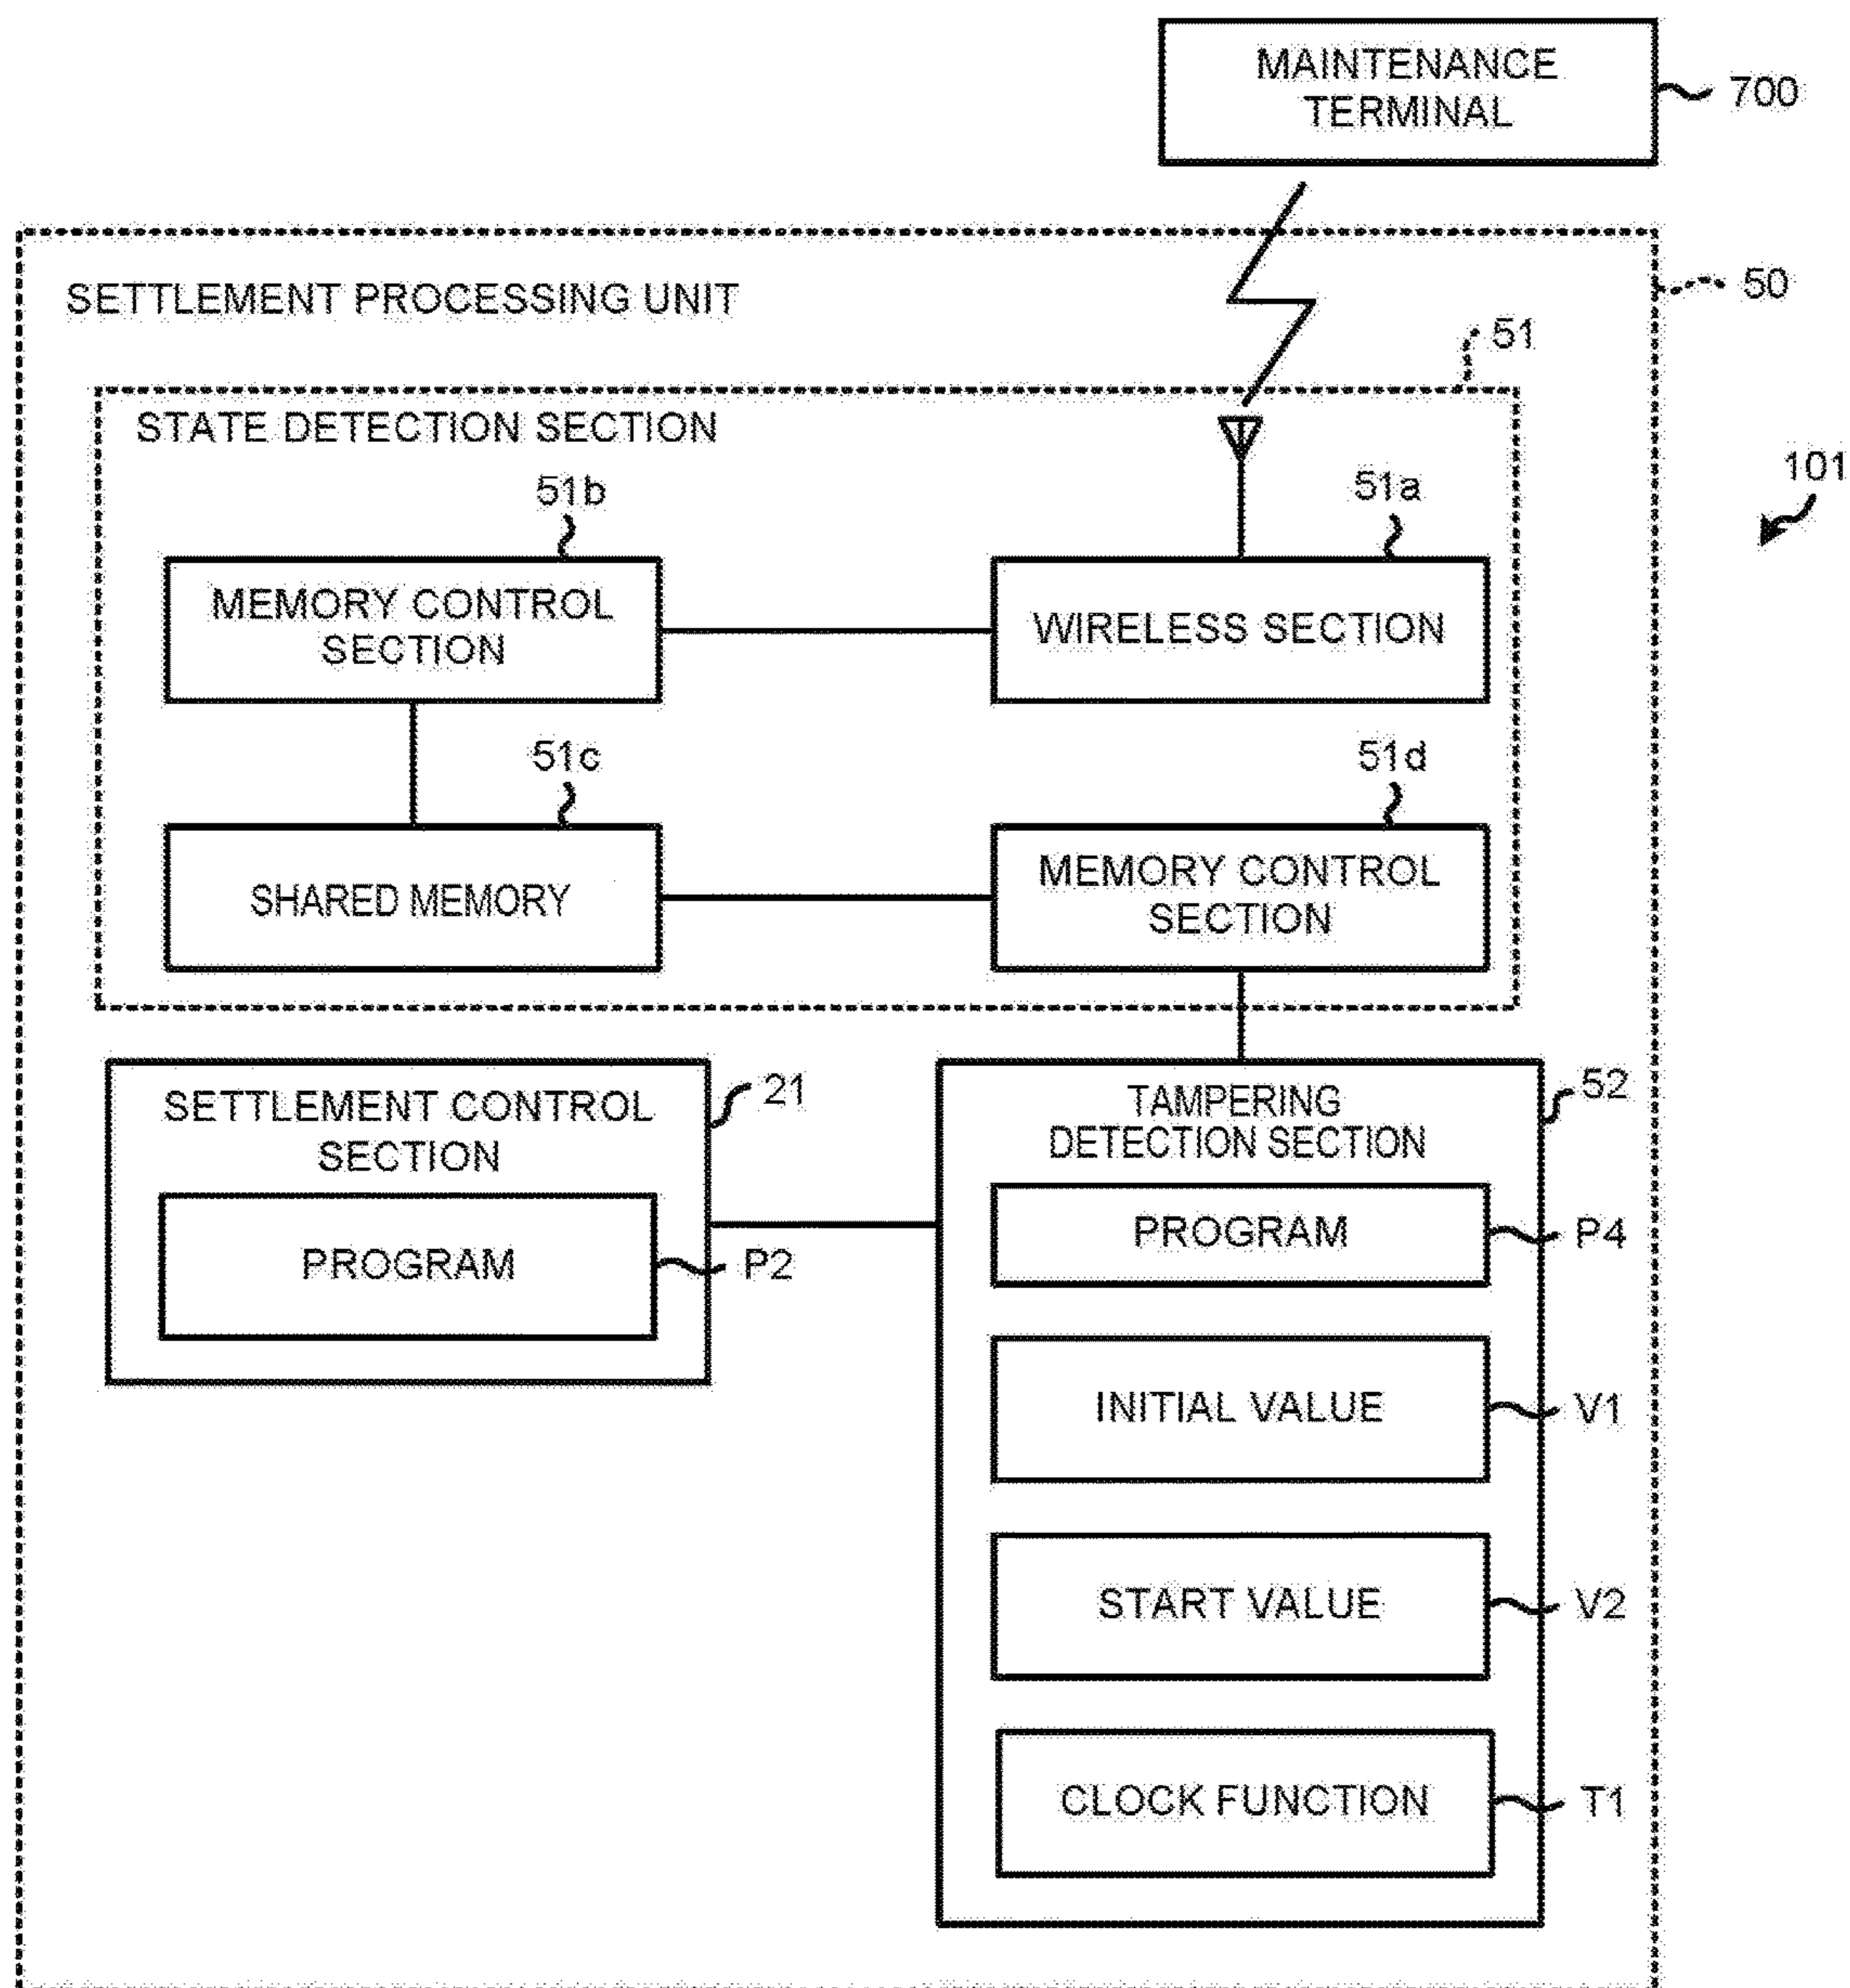 MAINTENANCE
TERMINAL
700
SETTLEMENT PROCESSING UNIT
50
51
STATE DETECTION SECTION
101
51b
51a
MEMORY CONTROL
SECTION
WIRELESS SECTION
51c
51d
SHARED MEMORY
MEMORY CONTROL
SECTION
SETTLEMENT CONTROL
SECTION
21
PROGRAM
P2
TAMPERING
DETECTION SECTION
52
PROGRAM
P4
INITIAL VALUE
V1
START VALUE
V2
CLOCK FUNCTION
T1